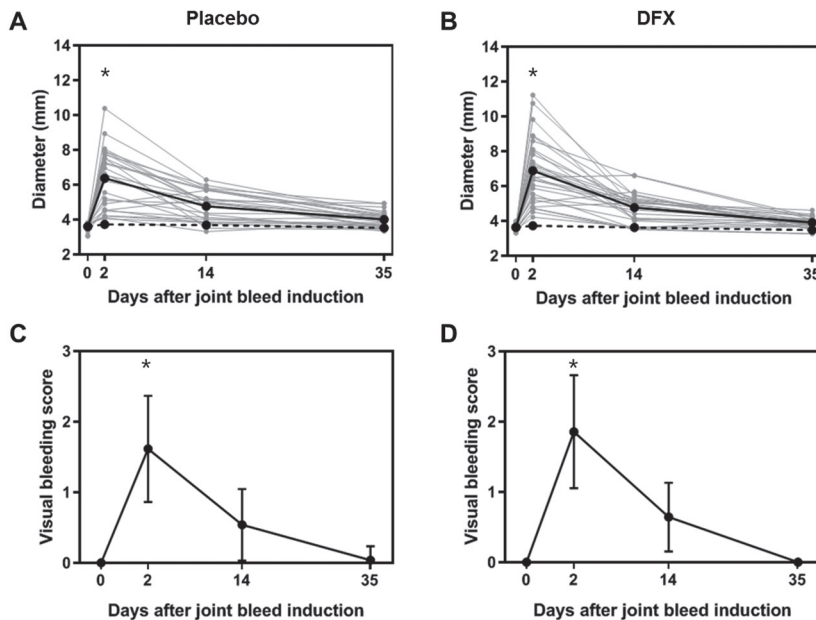 A
Placebo
*
14
12
10
8
6
4
2
Diameter (mm)
0 2 14 35
Days after joint bleed induction
B
DFX
*
14
12
10
8
6
4
2
Diameter (mm)
0 2 14 35
Days after joint bleed induction
C
*
3
2
1
0
Visual bleeding score
0 2 14 35
Days after joint bleed induction
D
*
3
2
1
0
Visual bleeding score
0 2 14 35
Days after joint bleed induction